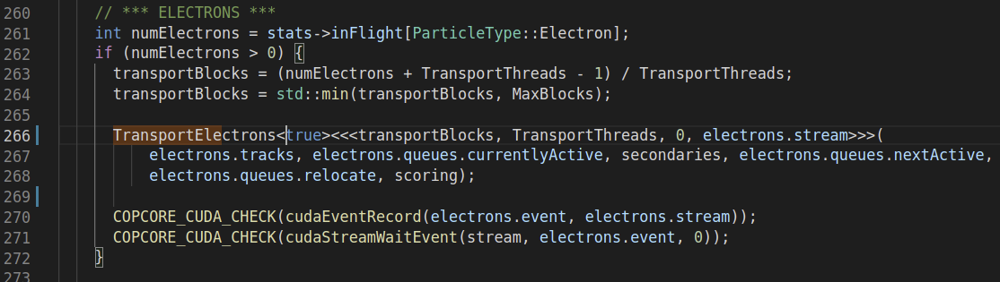 260 // *** ELECTRONS ***
261 int numElectrons = stats->inFlight[ParticleType::Electron];
262 if (numElectrons > 0) {
263 transportBlocks = (numElectrons + TransportThreads - 1) / TransportThreads;
264 transportBlocks = std::min(transportBlocks, MaxBlocks);
265
266 TransportElectrons<true><<<transportBlocks, TransportThreads, 0, electrons.stream>>>(
267 electrons.tracks, electrons.queues.currentlyActive, secondaries, electrons.queues.nextActive,
268 electrons.queues.relocate, scoring);
269
270 COPCORE_CUDA_CHECK(cudaEventRecord(electrons.event, electrons.stream));
271 COPCORE_CUDA_CHECK(cudaStreamWaitEvent(stream, electrons.event, 0));
272 }
273